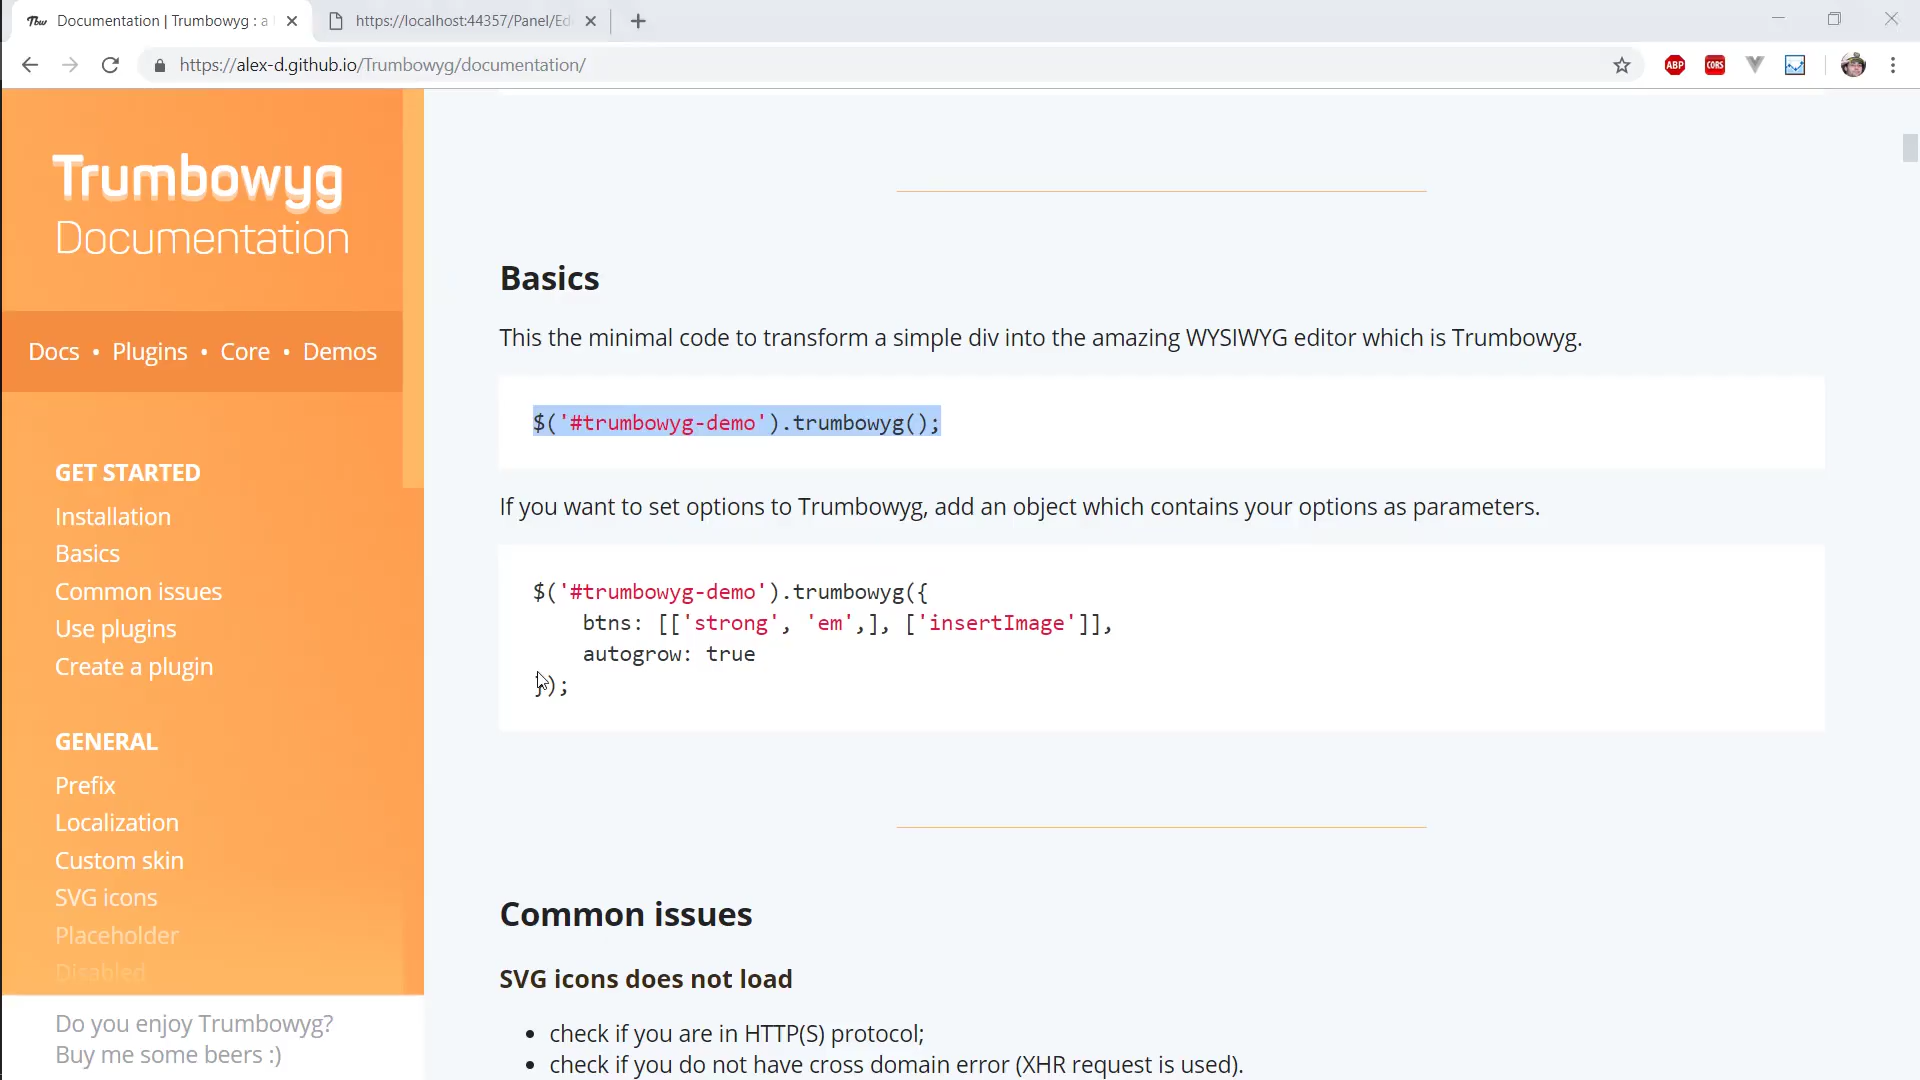 Tbw Documentation | Trumbowyg : a
https://localhost:44357/Panel/Ed
https://alex-d.github.io/Trumbowyg/documentation/
ABP
CORS
Trumbowyg
Documentation
Docs • Plugins • Core • Demos
GET STARTED
Installation
Basics
Common issues
Use plugins
Create a plugin
GENERAL
Prefix
Localization
Custom skin
SVG icons
Placeholder
Disabled
Do you enjoy Trumbowyg?
Buy me some beers :)
Basics
This the minimal code to transform a simple div into the amazing WYSIWYG editor which is Trumbowyg.
$('#trumbowyg-demo').trumbowyg();
If you want to set options to Trumbowyg, add an object which contains your options as parameters.
$('#trumbowyg-demo').trumbowyg({
btns: [['strong', 'em',], ['insertImage']],
autogrow: true
});
Common issues
SVG icons does not load
• check if you are in HTTP(S) protocol;
• check if you do not have cross domain error (XHR request is used).